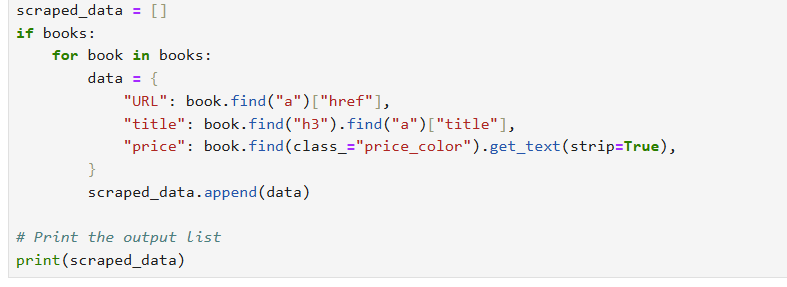 scraped_data = []
if books:
    for book in books:
        data = {
            "URL": book.find("a")["href"],
            "title": book.find("h3").find("a")["title"],
            "price": book.find(class_="price_color").get_text(strip=True),
        }
        scraped_data.append(data)

# Print the output list
print(scraped_data)